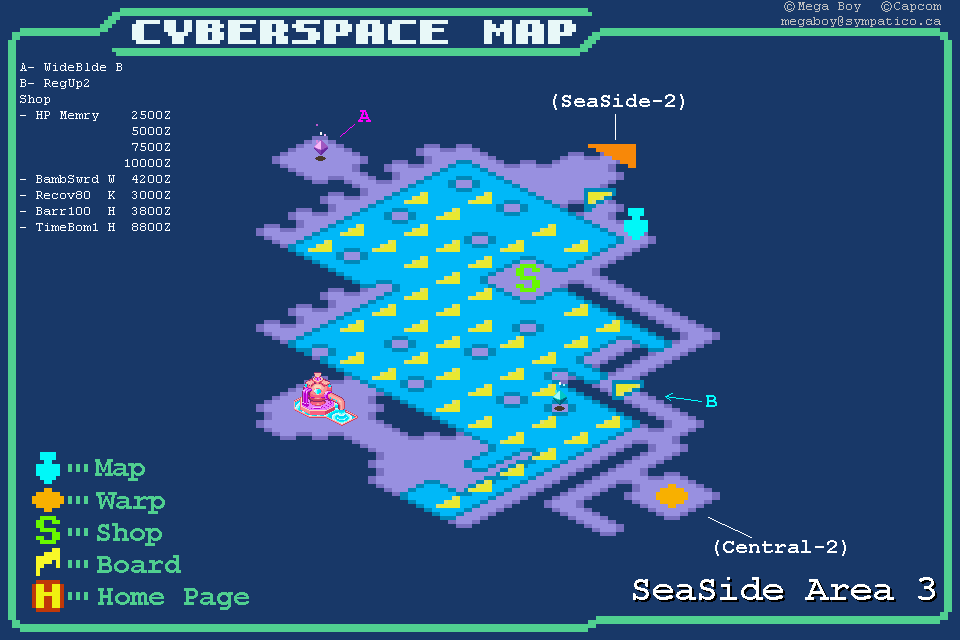 ©Mega Boy ©Capcom
megaboy@sympatico.ca
CYBERSPACE MAP
A- WideBlde B
B- RegUp2
Shop
- HP Memry 2500Z
5000Z
7500Z
10000Z
- BambSwrd W 4200Z
- Recov80 K 3000Z
- Barr100 H 3800Z
- TimeBom1 H 8800Z
(SeaSide-2)
A
S
B
Map
Warp
S Shop
Board
H Home Page
(Central-2)
SeaSide Area 3